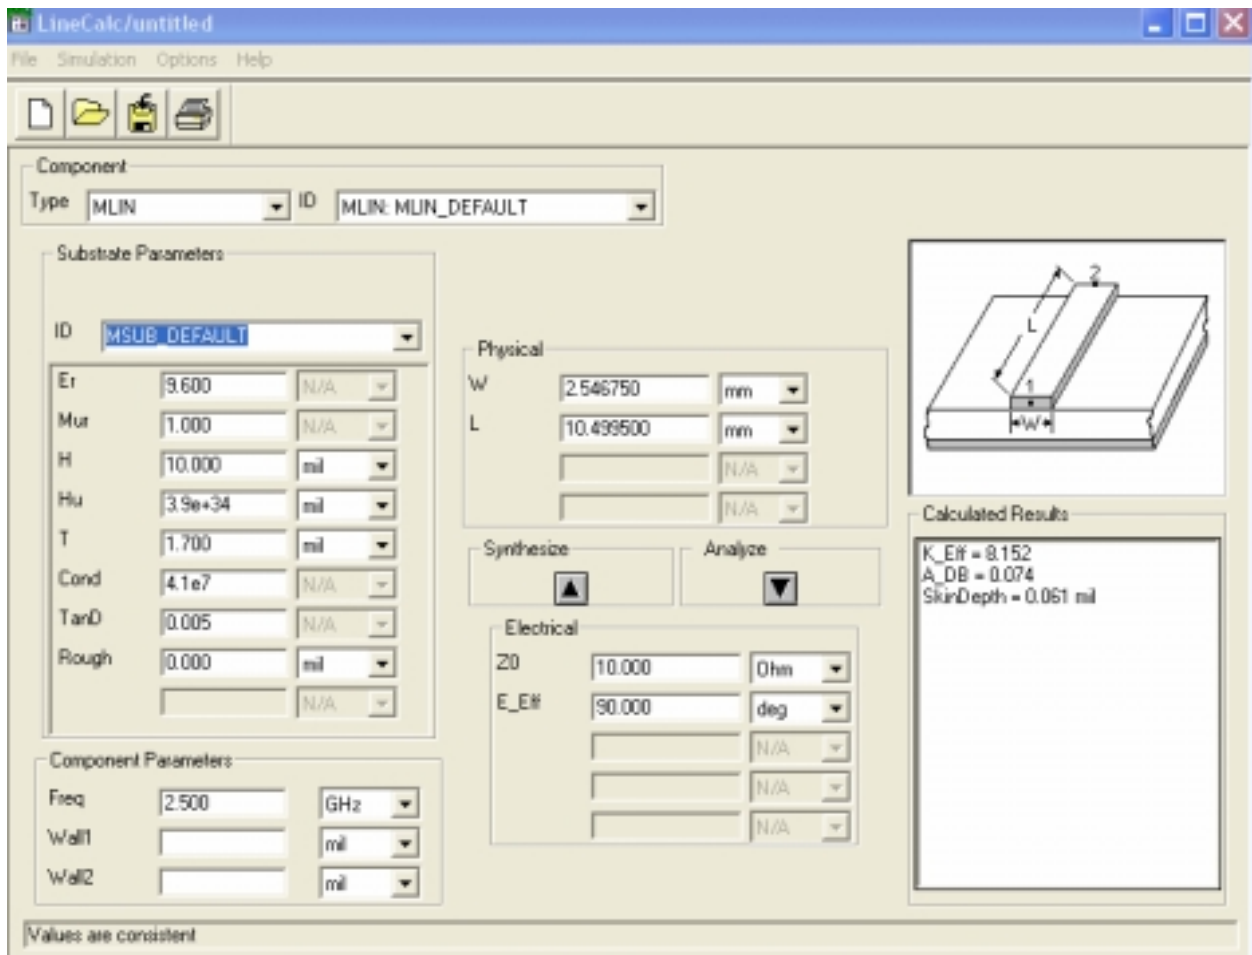 LineCalc/untitled
File Simulation Options Help
Component
Type MLIN ID MLIN: MLIN_DEFAULT
Substrate Parameters
ID MSUB_DEFAULT
Er 9.600 N/A
Mur 1.000 N/A
H 10.000 mil
Hu 3.9e+34 mil
T 1.700 mil
Cond 4.1e7 N/A
TanD 0.005 N/A
Rough 0.000 mil
N/A
Component Parameters
Freq 2.500 GHz
Wall1 mil
Wall2 mil
Physical
W 2.546750 mm
L 10.499500 mm
N/A
N/A
Synthesize Analyze
Electrical
Z0 10.000 Ohm
E_Eff 90.000 deg
N/A
N/A
N/A
2
L
1
W
Calculated Results
K_Eff = 8.152
A_DB = 0.074
SkinDepth = 0.061 mil
Values are consistent